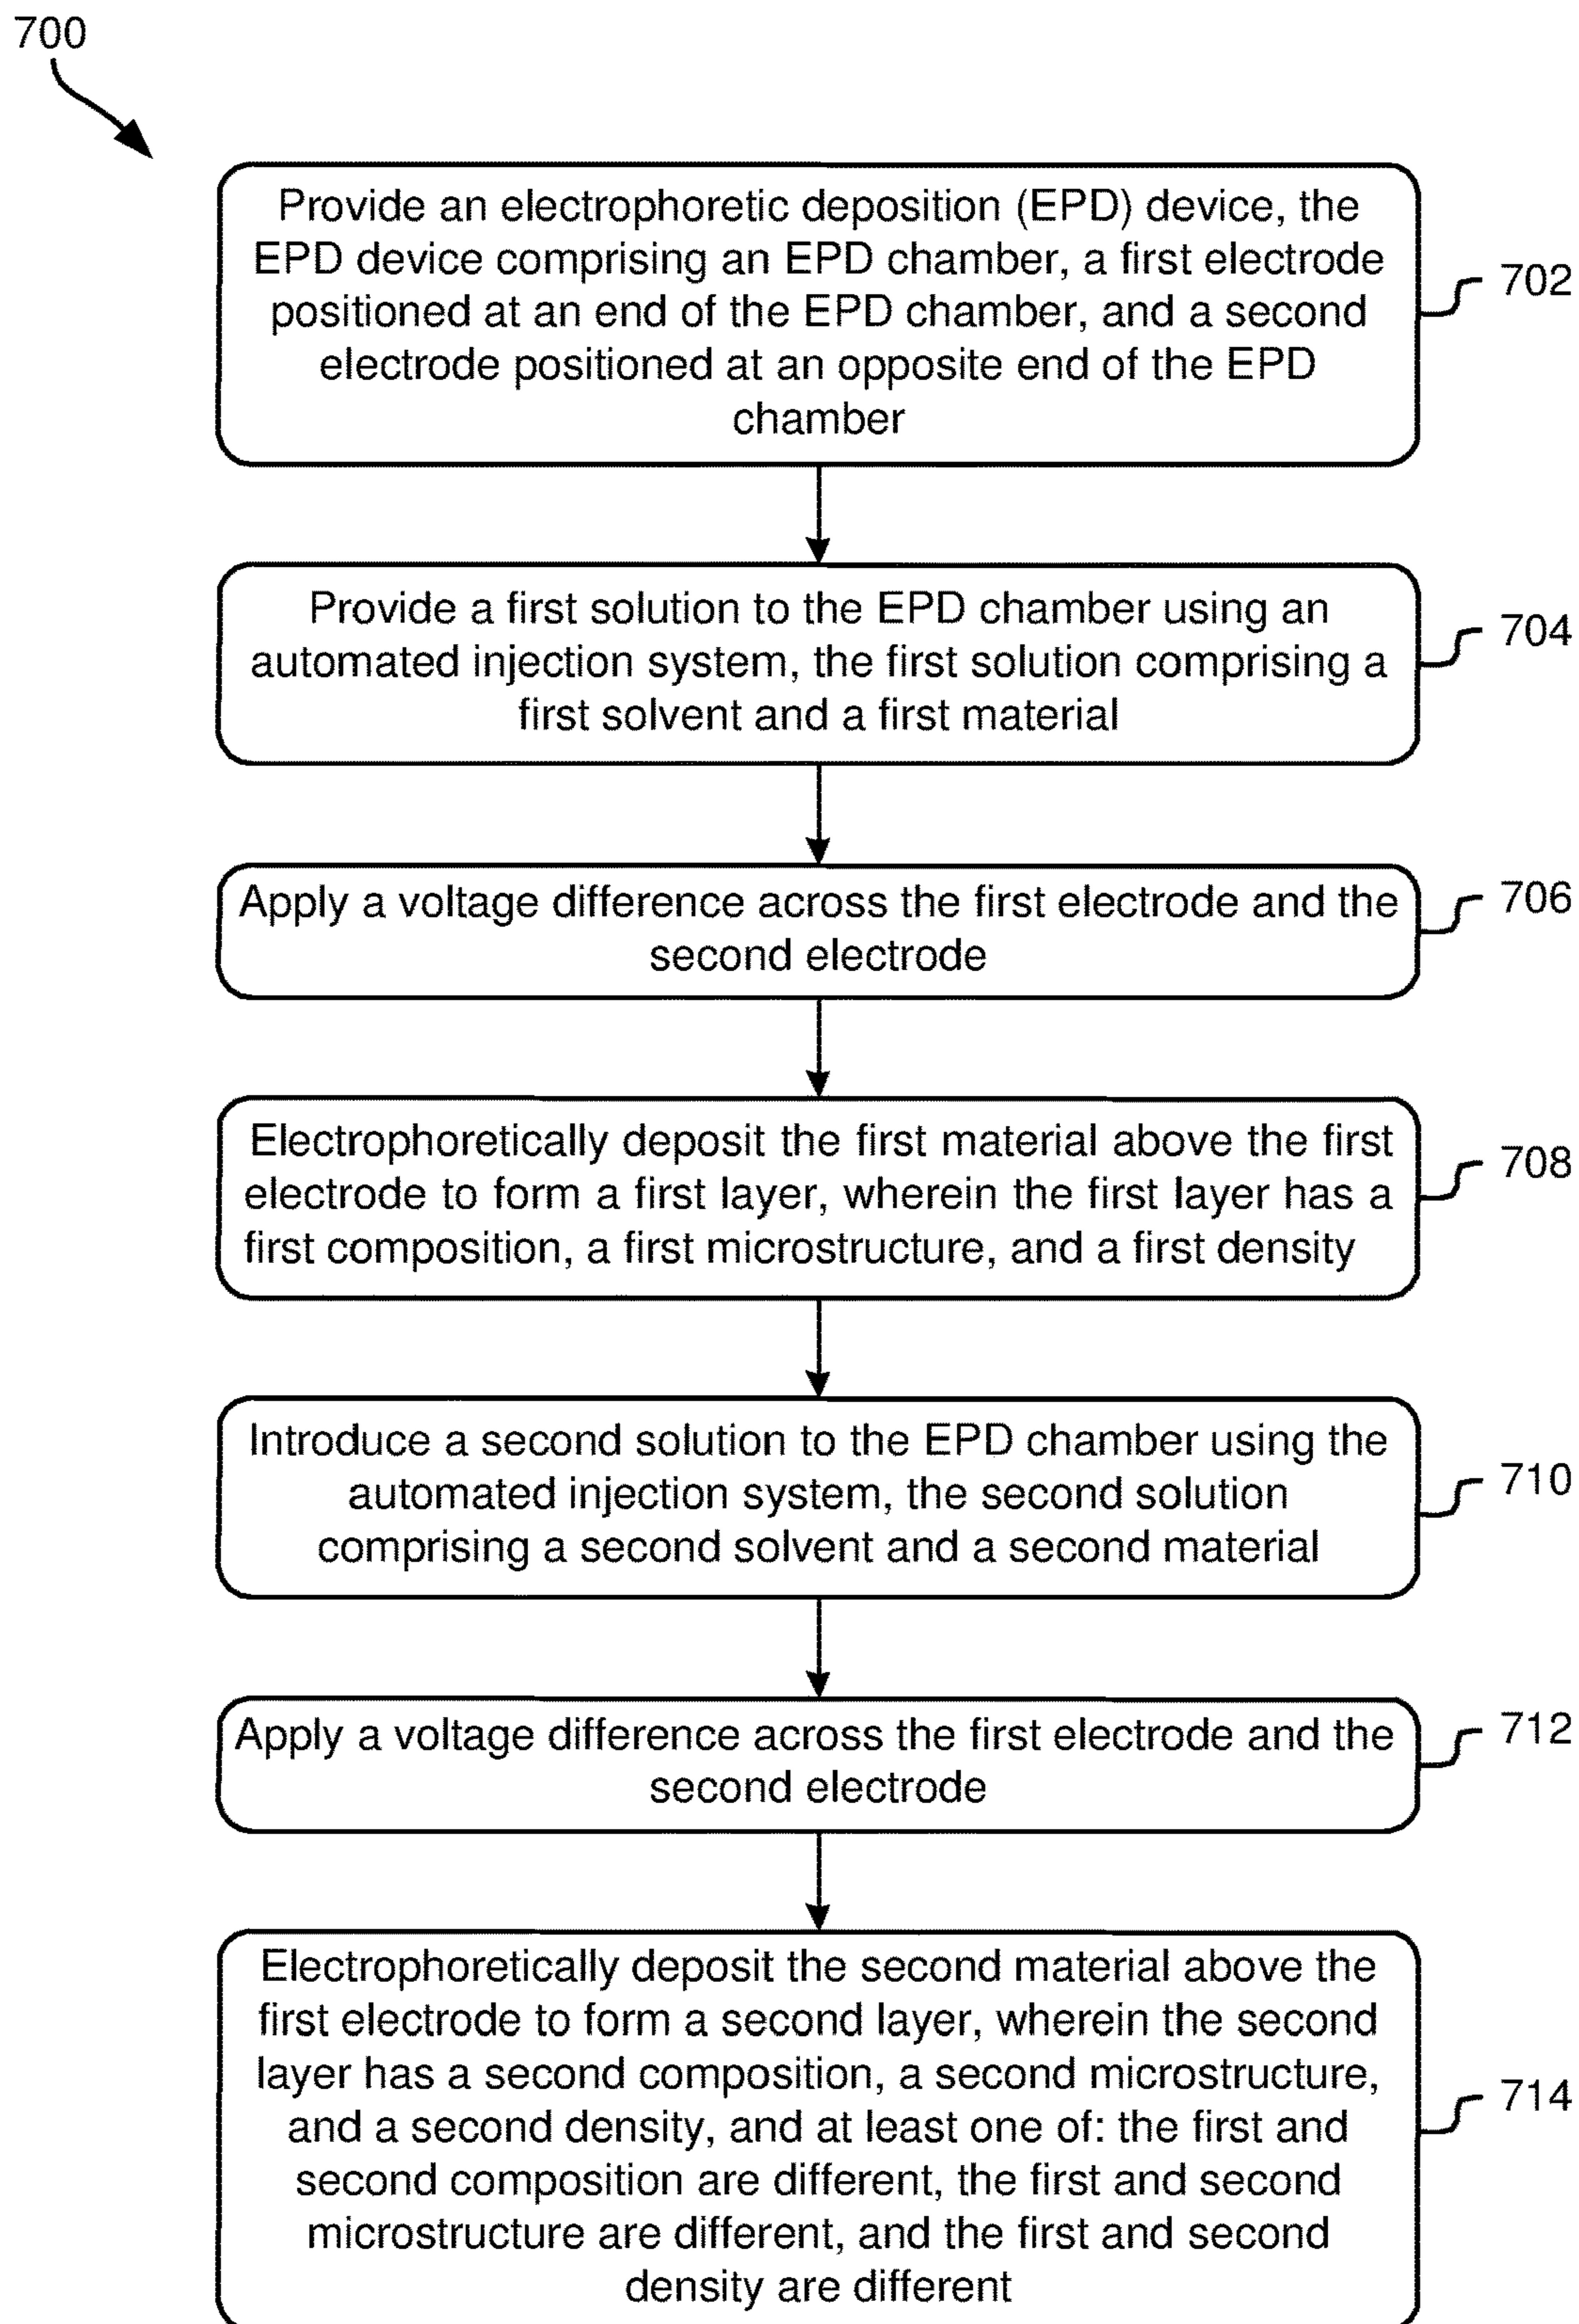 700
Provide an electrophoretic deposition (EPD) device, the
EPD device comprising an EPD chamber, a first electrode
positioned at an end of the EPD chamber, and a second
electrode positioned at an opposite end of the EPD
chamber
702
Provide a first solution to the EPD chamber using an
automated injection system, the first solution comprising a
first solvent and a first material
704
Apply a voltage difference across the first electrode and the
second electrode
706
Electrophoretically deposit the first material above the first
electrode to form a first layer, wherein the first layer has a
first composition, a first microstructure, and a first density
708
Introduce a second solution to the EPD chamber using the
automated injection system, the second solution
comprising a second solvent and a second material
710
Apply a voltage difference across the first electrode and the
second electrode
712
Electrophoretically deposit the second material above the
first electrode to form a second layer, wherein the second
layer has a second composition, a second microstructure,
and a second density, and at least one of: the first and
second composition are different, the first and second
microstructure are different, and the first and second
density are different
714